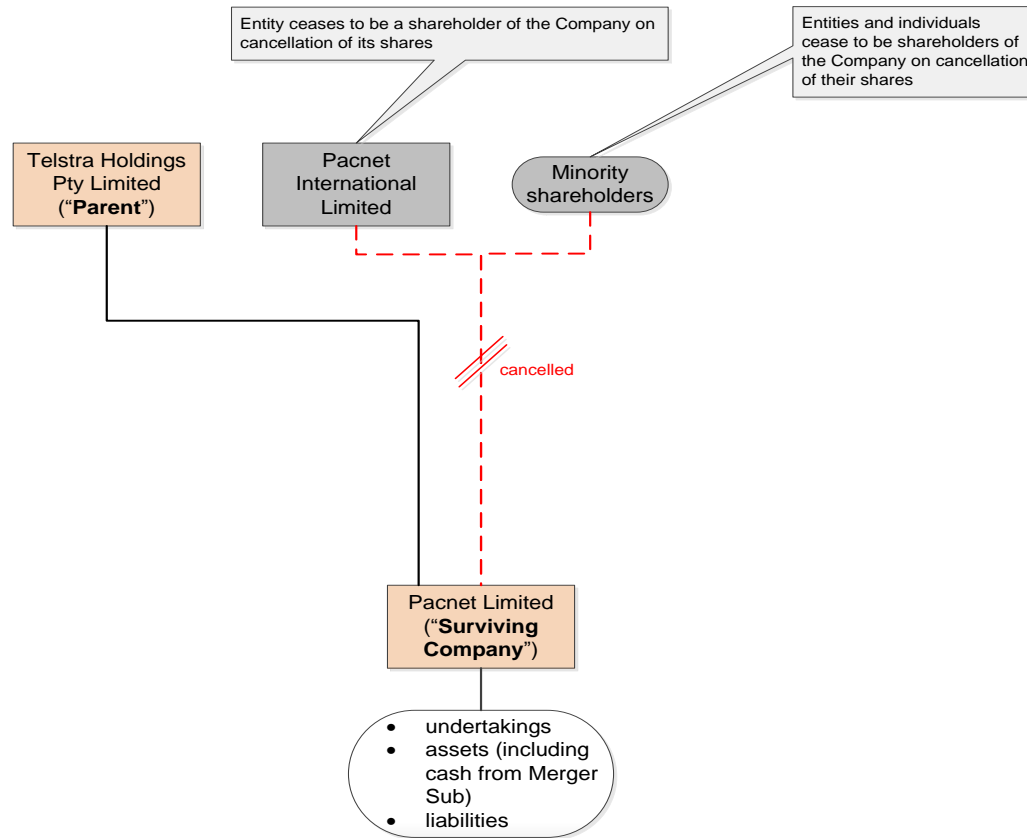 Entity ceases to be a shareholder of the Company on
cancellation of its shares
Entities and individuals
cease to be shareholders of
the Company on cancellation
of their shares
Telstra Holdings
Pty Limited
(“Parent”)
Pacnet
International
Limited
Minority
shareholders
cancelled
Pacnet Limited
(“Surviving
Company”)
• undertakings
• assets (including
cash from Merger
Sub)
• liabilities